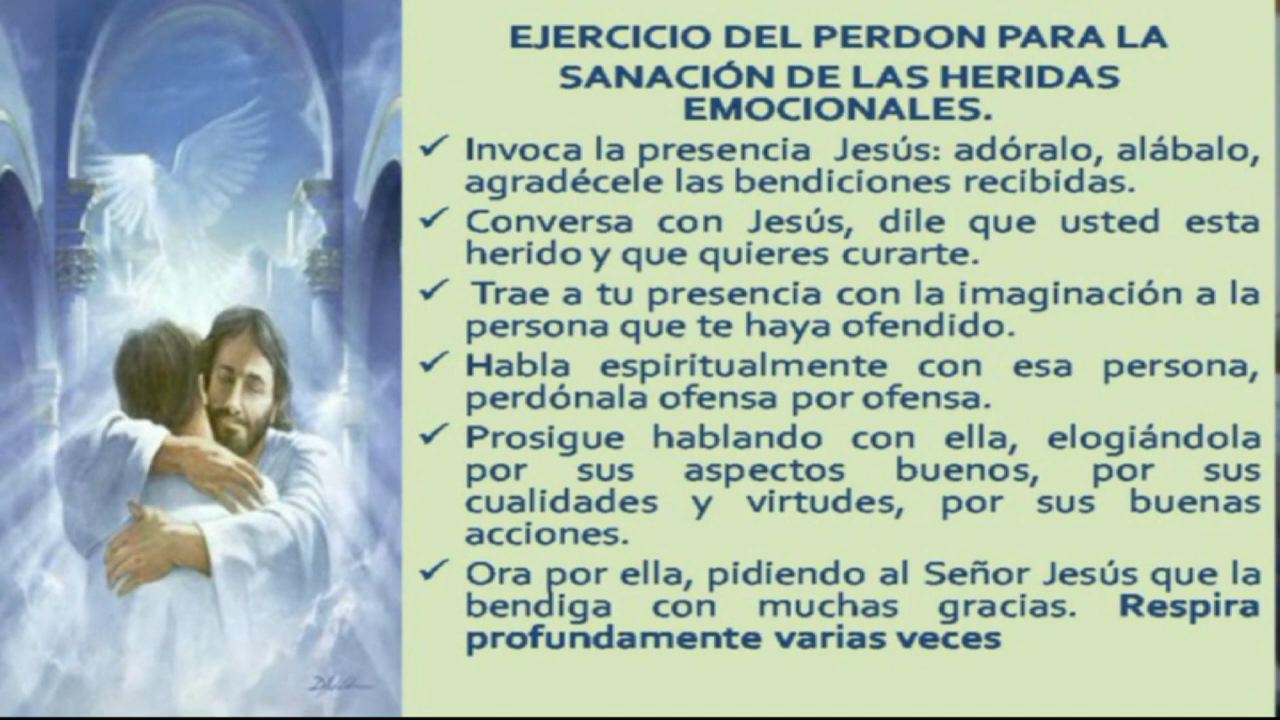 EJERCICIO DEL PERDON PARA LA
SANACIÓN DE LAS HERIDAS
EMOCIONALES.
✓ Invoca la presencia Jesús: adóralo, alábalo,
agradécele las bendiciones recibidas.
✓ Conversa con Jesús, dile que usted esta
herido y que quieres curarte.
✓ Trae a tu presencia con la imaginación a la
persona que te haya ofendido.
✓ Habla espiritualmente con esa persona,
perdónala ofensa por ofensa.
✓ Prosigue hablando con ella, elogiándola
por sus aspectos buenos, por sus
cualidades y virtudes, por sus buenas
acciones.
✓ Ora por ella, pidiendo al Señor Jesús que la
bendiga con muchas gracias. Respira
profundamente varias veces